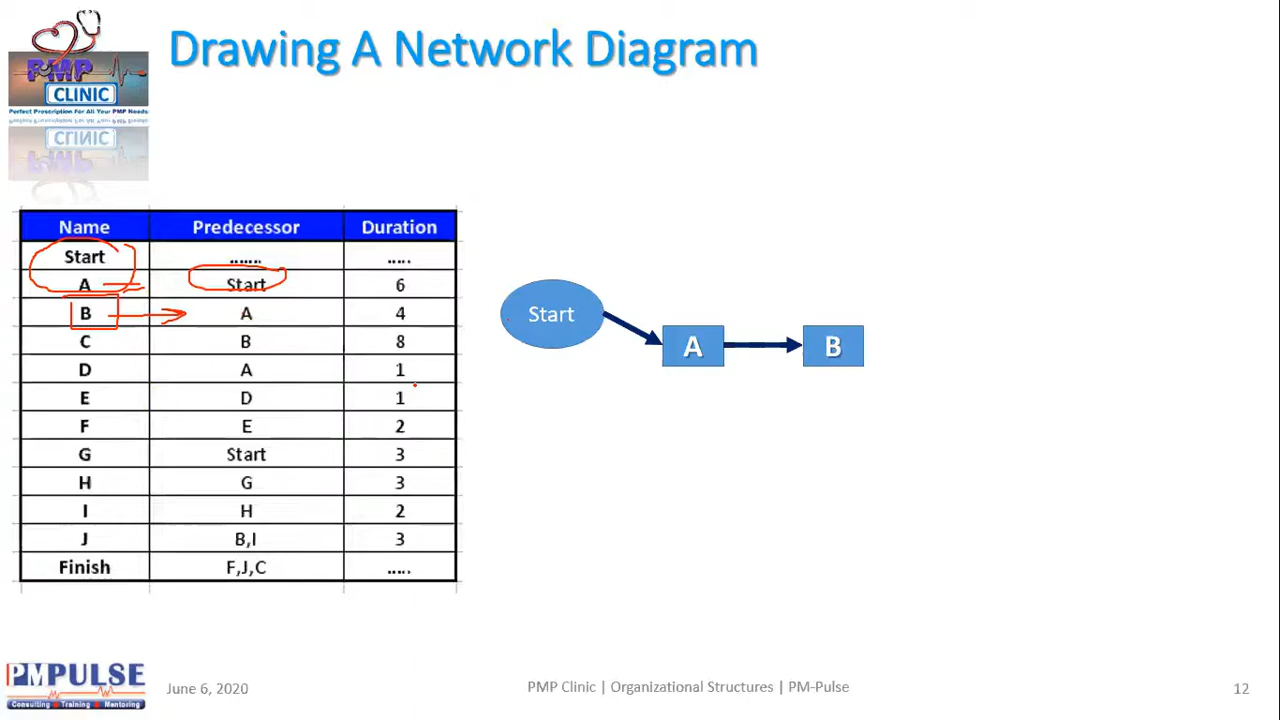 Drawing A Network Diagram
PMP
CLINIC
Perfect Prescription For All Your PMP Needs
Name Predecessor Duration
Start ....... .....
A Start 6
B A 4
C B 8
D A 1
E D 1
F E 2
G Start 3
H G 3
I H 2
J B,I 3
Finish F,J,C .....
Start
A
B
PMPULSE
Consulting Training Mentoring
June 6, 2020
PMP Clinic | Organizational Structures | PM-Pulse
12